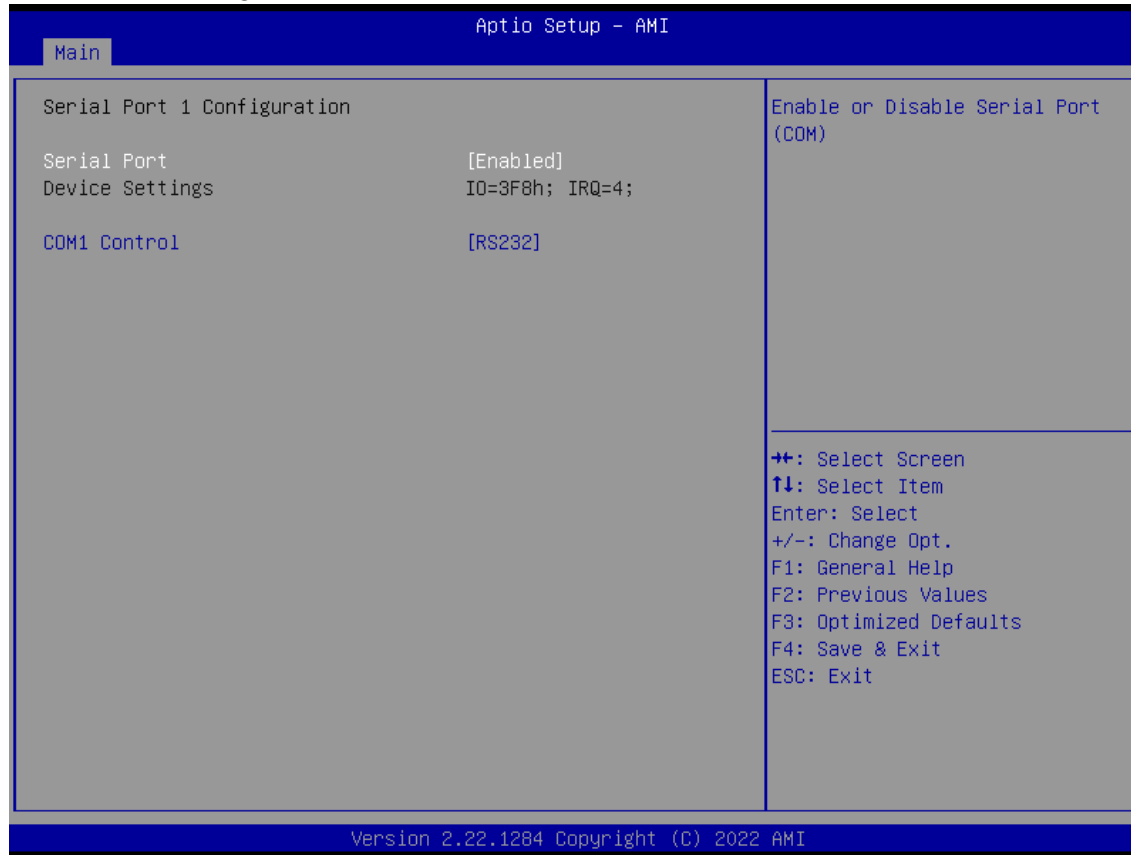 Aptio Setup – AMI
Main
Serial Port 1 Configuration
Serial Port [Enabled]
Device Settings IO=3F8h; IRQ=4;
COM1 Control [RS232]
Enable or Disable Serial Port
(COM)
→←: Select Screen
↑↓: Select Item
Enter: Select
+/-: Change Opt.
F1: General Help
F2: Previous Values
F3: Optimized Defaults
F4: Save & Exit
ESC: Exit
Version 2.22.1284 Copyright (C) 2022 AMI